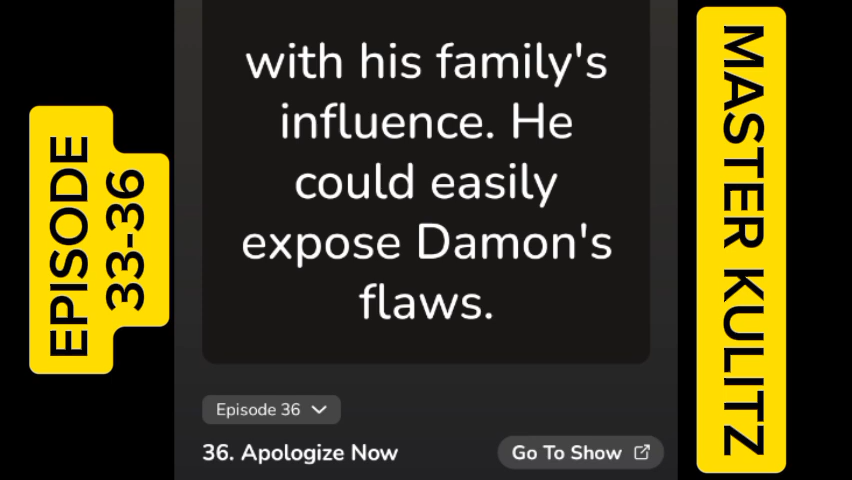 EPISODE
33-36
with his family's
influence. He
could easily
expose Damon's
flaws.
Episode 36
36. Apologize Now
Go To Show
MASTER KULITZ